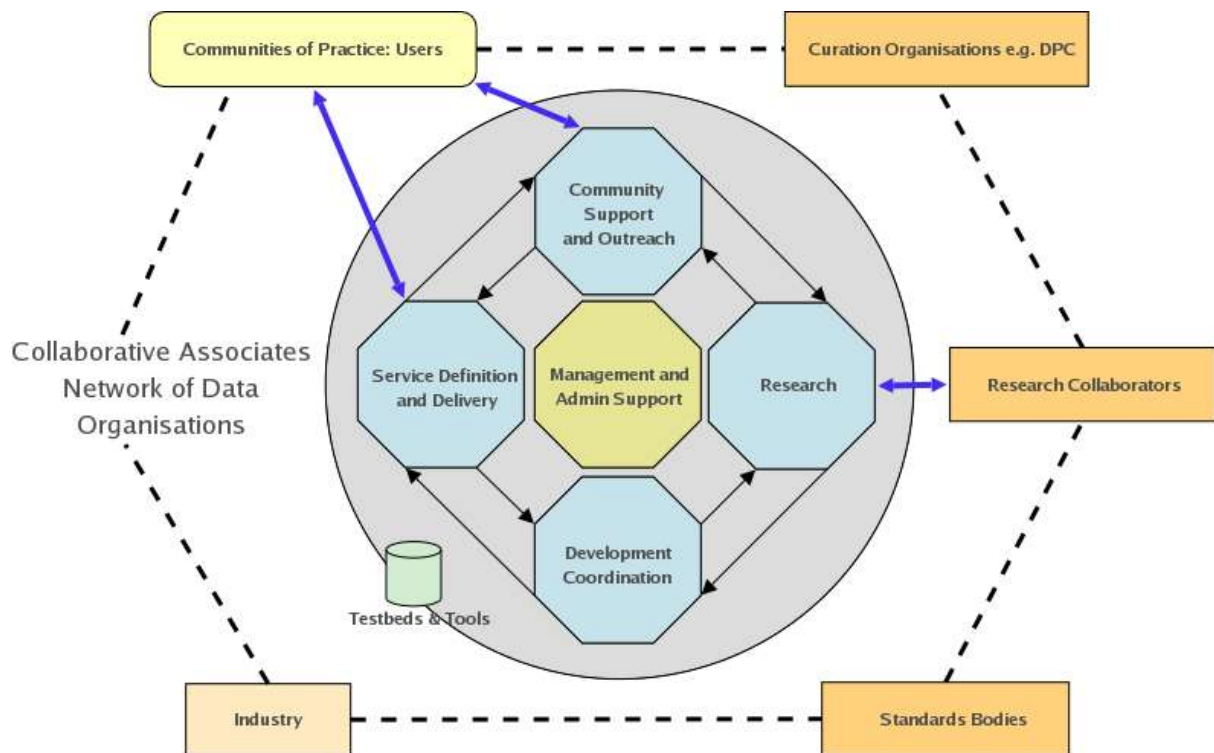 Communities of Practice: Users
Curation Organisations e.g. DPC
Community
Support
and Outreach
Collaborative Associates
Network of Data
Organisations
Service Definition
and Delivery
Management and
Admin Support
Research
Research Collaborators
Development
Coordination
Testbeds & Tools
Industry
Standards Bodies